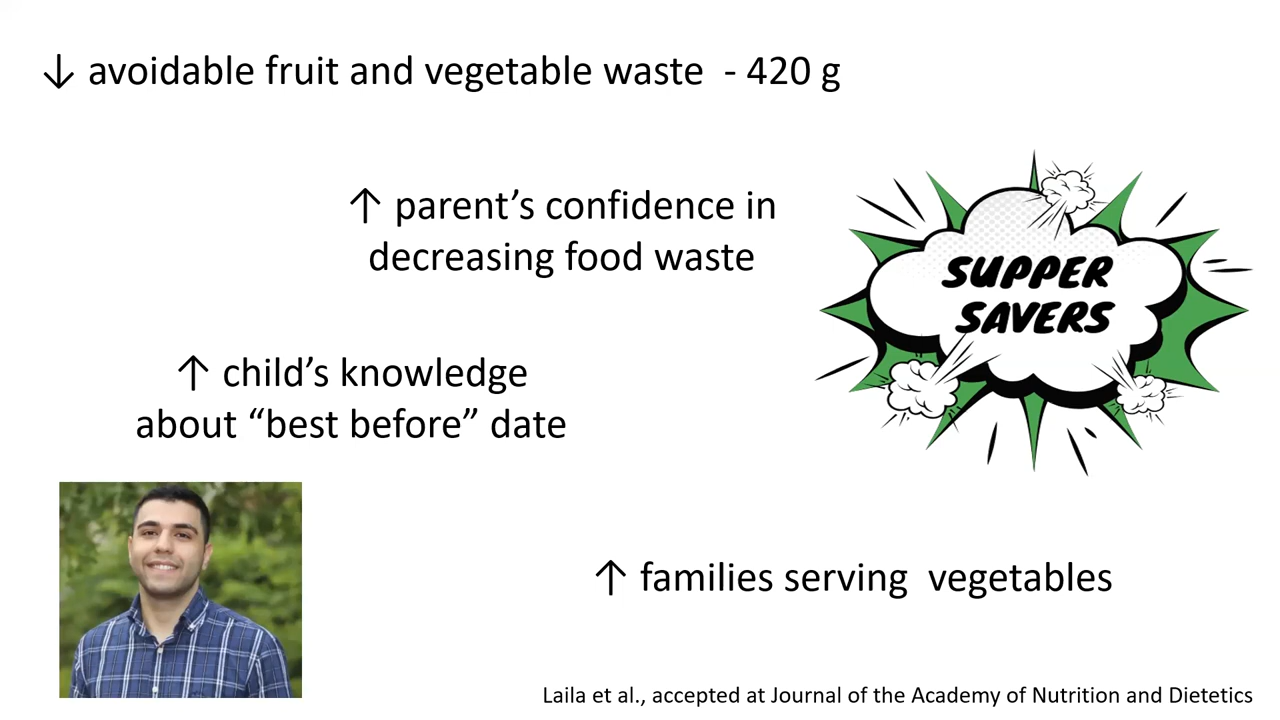 ↓ avoidable fruit and vegetable waste - 420 g
↑ parent’s confidence in
decreasing food waste
SUPPER
SAVERS
↑ child’s knowledge
about “best before” date
↑ families serving vegetables
Laila et al., accepted at Journal of the Academy of Nutrition and Dietetics